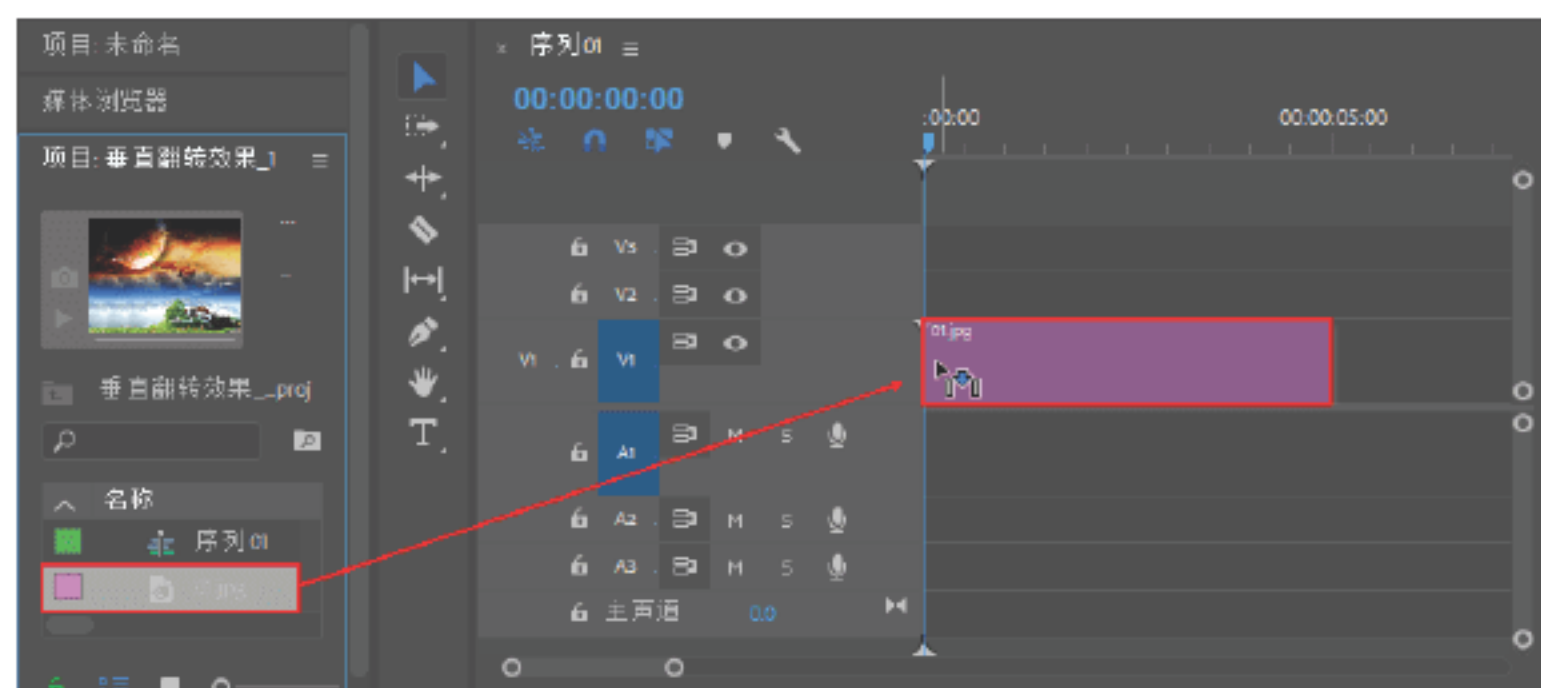 项目: 未命名
媒体浏览器
项目: 垂直翻转效果_1
垂直翻转效果_.proj
名称
序列 01
序列01
00:00:00:00
:00:00
00:00:05:00
V3
V2
V1 V1
01.jpg
A1 M S
A2 M S
A3 M S
主声道 0.0